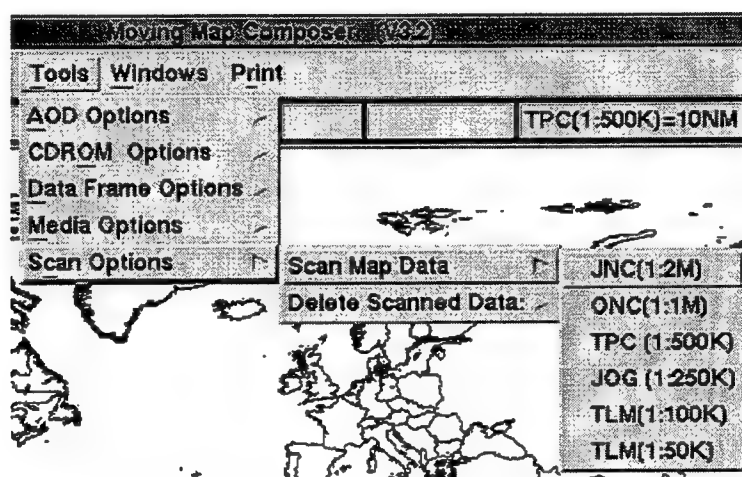 Moving Map Composer (V3.2)
Tools Windows Print
AOD Options
TPC(1:500K)=10NM
CDROM Options
Data Frame Options
Media Options
Scan Options
Scan Map Data
JNC(1:2M)
Delete Scanned Data:
ONC(1:1M)
TPC (1:500K)
JOG (1:250K)
TLM(1:100K)
TLM(1:50K)